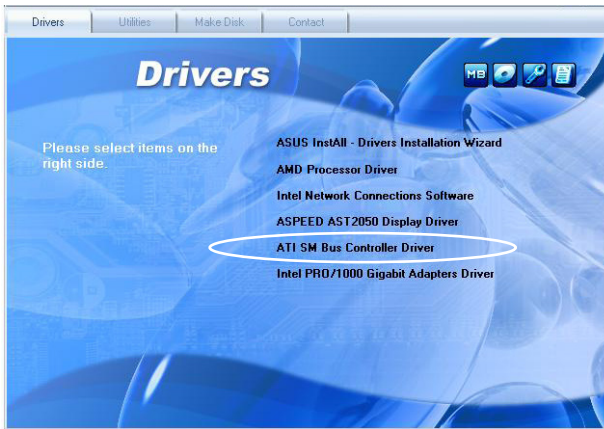 Drivers
Utilities
Make Disk
Contact
Drivers
MB
Please select items on the
right side.
ASUS InstAll - Drivers Installation Wizard
AMD Processor Driver
Intel Network Connections Software
ASPEED AST2050 Display Driver
ATI SM Bus Controller Driver
Intel PRO/1000 Gigabit Adapters Driver